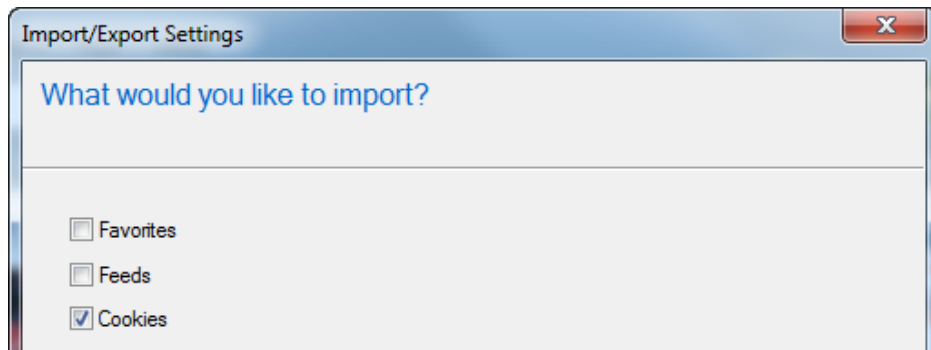 Import/Export Settings
What would you like to import?
Favorites
Feeds
Cookies